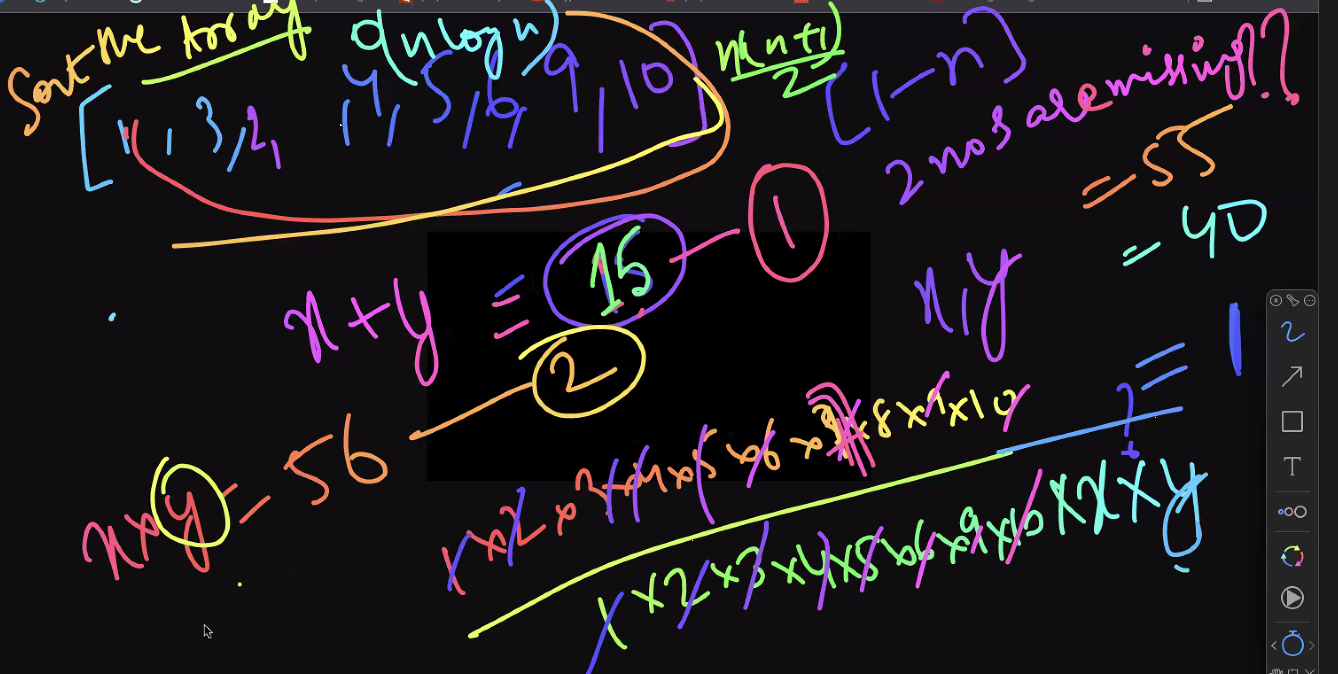 Sort the Array O(n log n)
[1, 3, 2, 4, 5, 6, 9, 10]
n(n+1)
2
[1-n]
2 nos are missing??
= 55
= 40
x+y = 15 - 1
x, y
2
x×y = 56
1×2×3×4×5×6×7×8×9×10
= 1
1×2×3×4×5×6×9×10×x×y
T